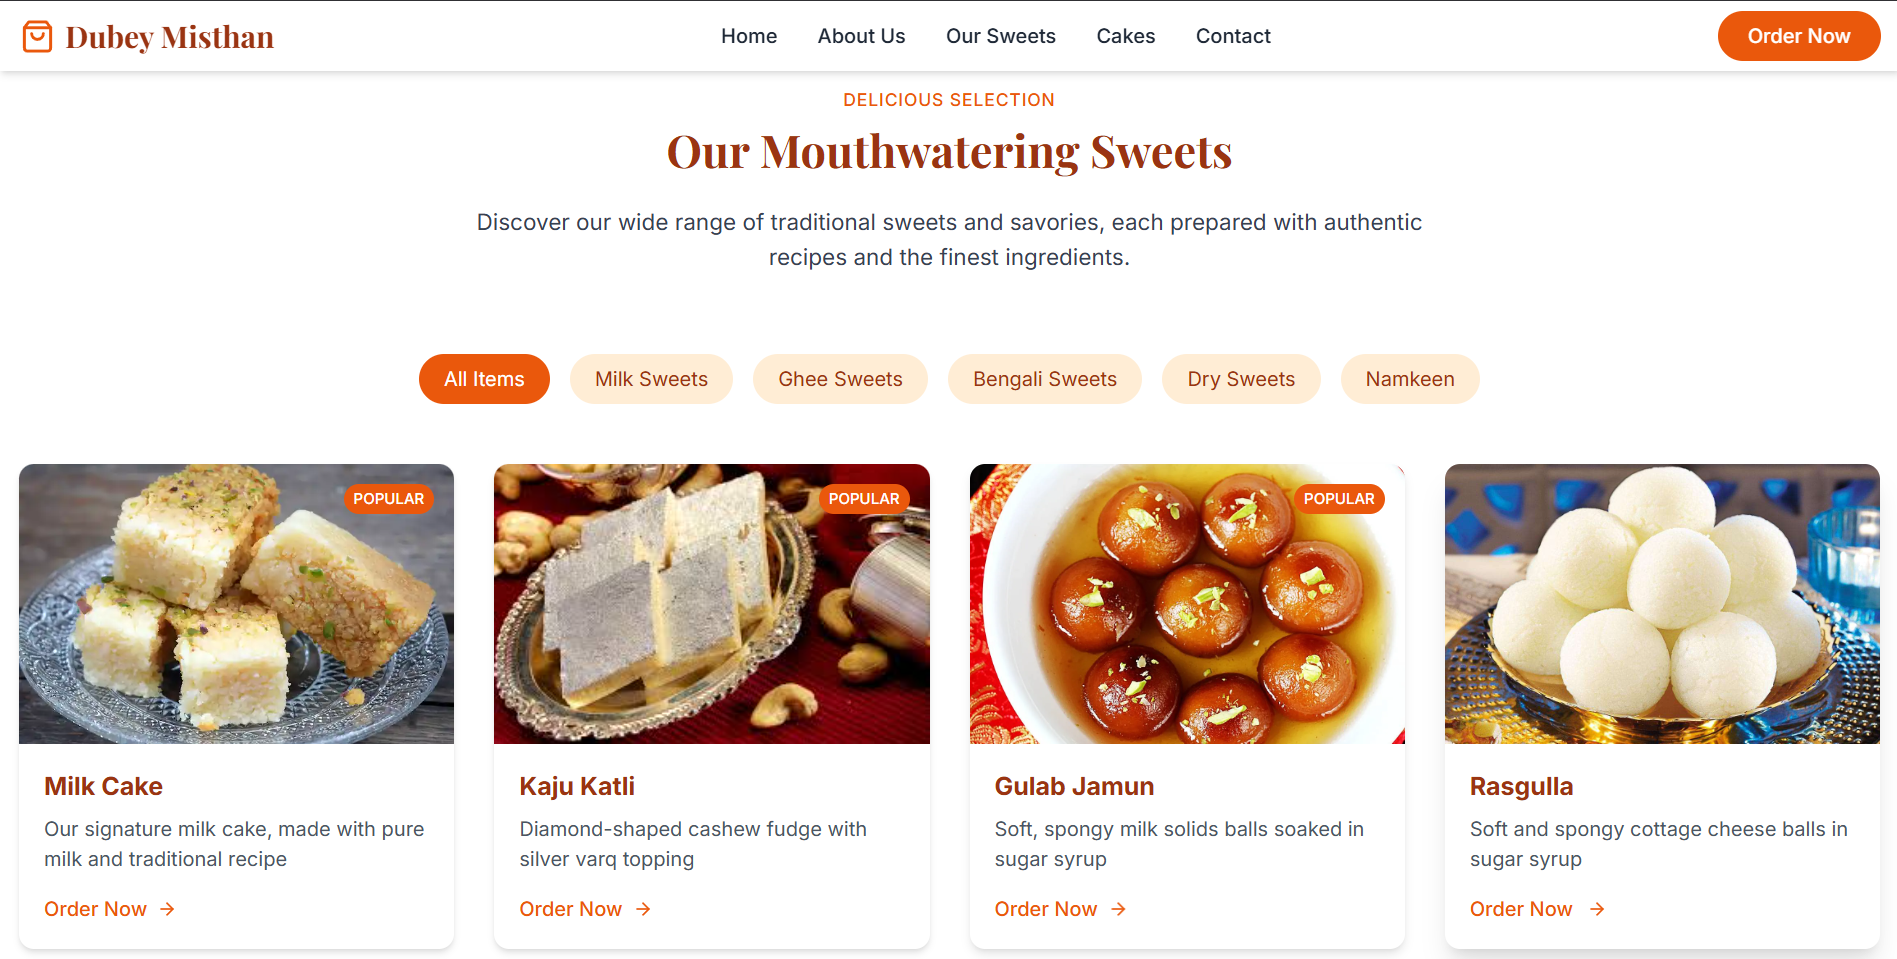 Dubey Misthan
Home
About Us
Our Sweets
Cakes
Contact
Order Now
DELICIOUS SELECTION
Our Mouthwatering Sweets
Discover our wide range of traditional sweets and savories, each prepared with authentic
recipes and the finest ingredients.
All Items
Milk Sweets
Ghee Sweets
Bengali Sweets
Dry Sweets
Namkeen
POPULAR
Milk Cake
Our signature milk cake, made with pure
milk and traditional recipe
Order Now
POPULAR
Kaju Katli
Diamond-shaped cashew fudge with
silver varq topping
Order Now
POPULAR
Gulab Jamun
Soft, spongy milk solids balls soaked in
sugar syrup
Order Now
Rasgulla
Soft and spongy cottage cheese balls in
sugar syrup
Order Now